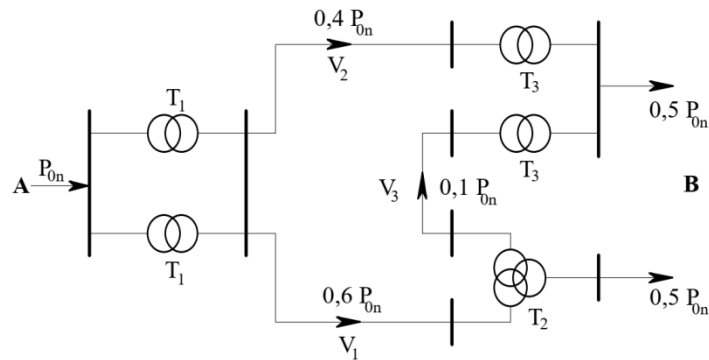 0,4 P₀ₙ
V₂
T₁
T₃
0,5 P₀ₙ
P₀ₙ
A
T₃
V₃
0,1 P₀ₙ
B
T₁
0,6 P₀ₙ
V₁
T₂
0,5 P₀ₙ